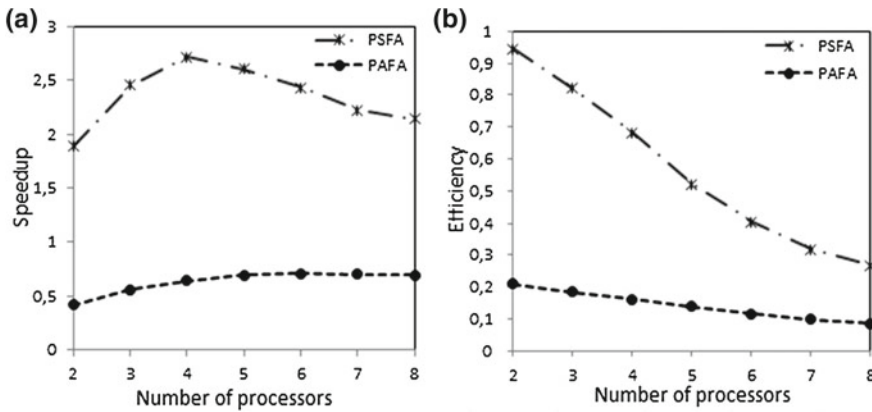 (a)
3
2,5
2
1,5
1
0,5
0
Speedup
PSFA
PAFA
2 3 4 5 6 7 8
Number of processors
(b)
1
0,9
0,8
0,7
0,6
0,5
0,4
0,3
0,2
0,1
0
Efficiency
PSFA
PAFA
2 3 4 5 6 7 8
Number of processors